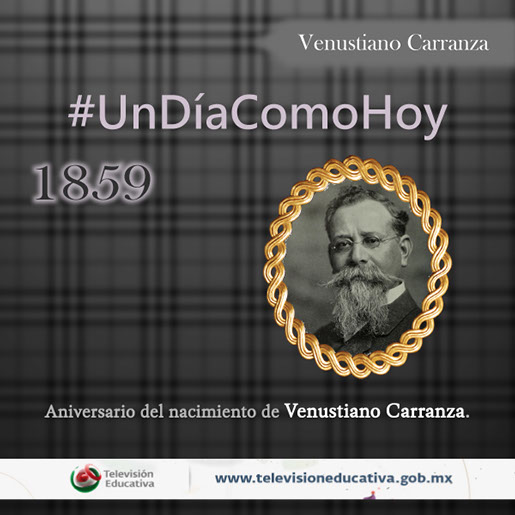 Venustiano Carranza
#UnDíaComoHoy
1859
Aniversario del nacimiento de Venustiano Carranza.
Televisión
Educativa
www.televisioneducativa.gob.mx